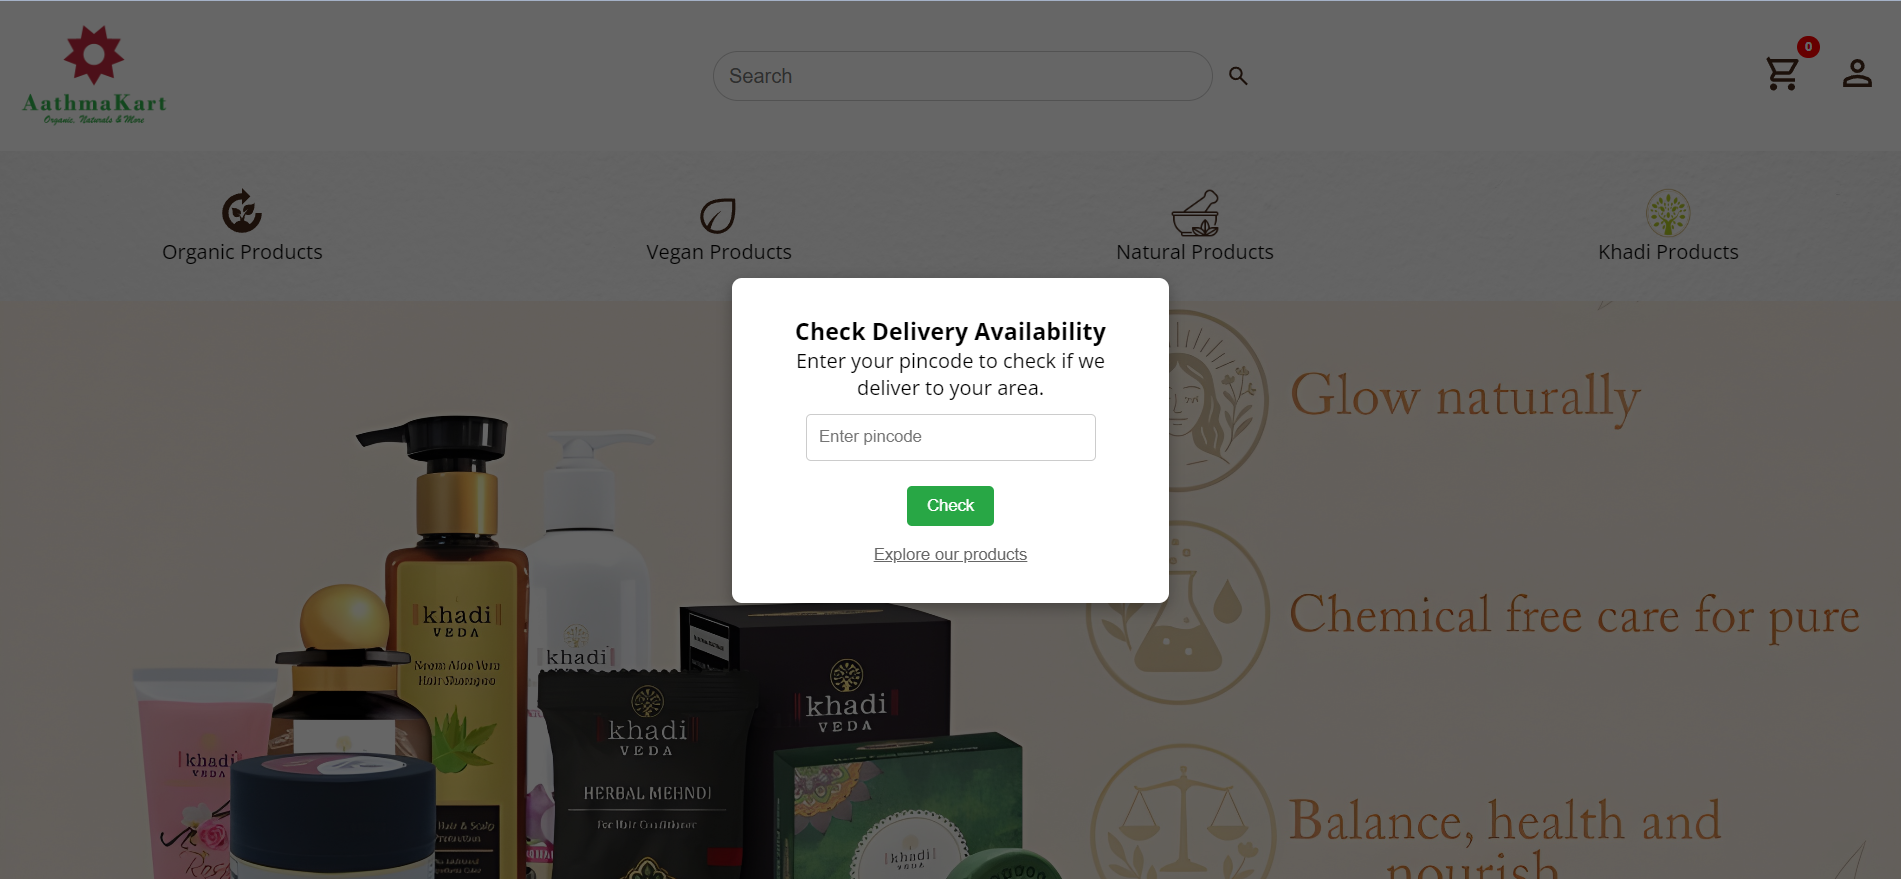 AathmaKart
Organic, Naturals & More
Search
0
Organic Products
Vegan Products
Natural Products
Khadi Products
Check Delivery Availability
Enter your pincode to check if we
deliver to your area.
Enter pincode
Check
Explore our products
Glow naturally
Chemical free care for pure
Balance, health and
nourish
khadi
VEDA
Neem Aloe Vera
Hair Shampoo
Hair & Scalp
khadi
khadi
VEDA
HERBAL MEHNDI
For Hair Conditioner
khadi
VEDA
khadi
VEDA
Rose
khadi